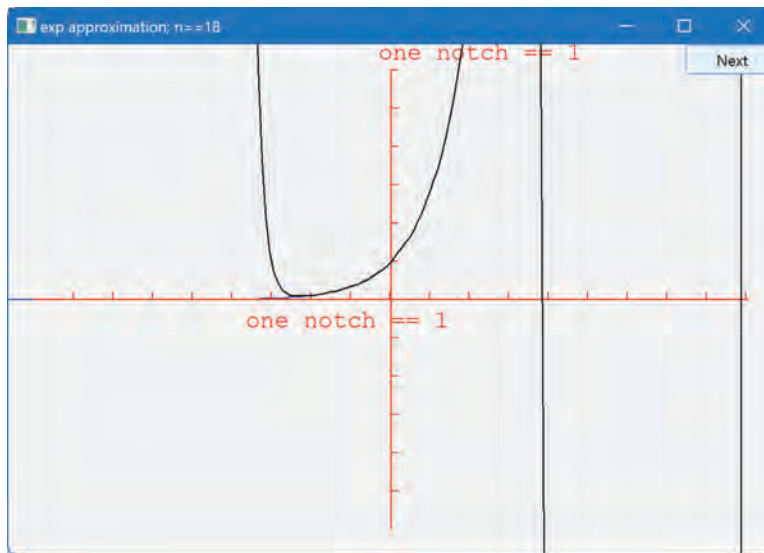 exp approximation; n==18
one notch == 1
Next
one notch == 1